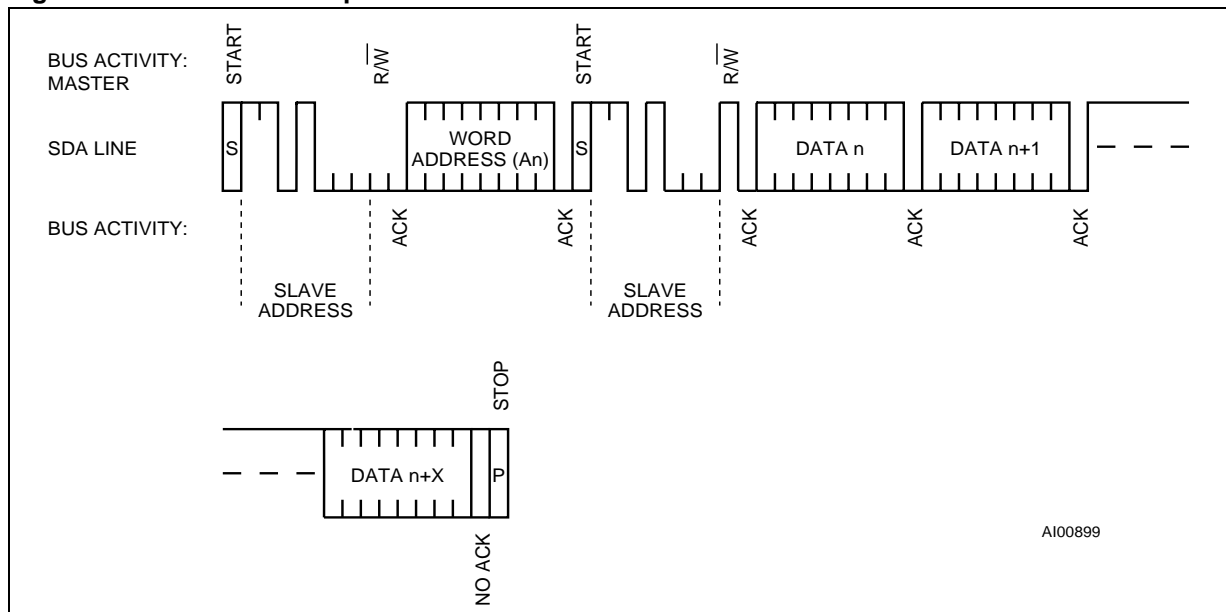 BUS ACTIVITY:
MASTER
START
R/W
START
R/W
SDA LINE
S
WORD
ADDRESS (An)
S
DATA n
DATA n+1
BUS ACTIVITY:
ACK
ACK
ACK
ACK
ACK
SLAVE
ADDRESS
SLAVE
ADDRESS
STOP
DATA n+X
P
NO ACK
AI00899